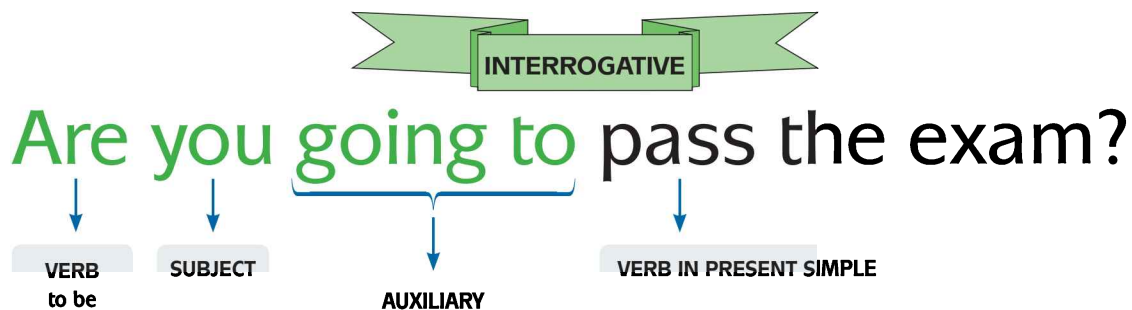 INTERROGATIVE
Are you going to pass the exam?
VERB
to be
SUBJECT
AUXILIARY
VERB IN PRESENT SIMPLE